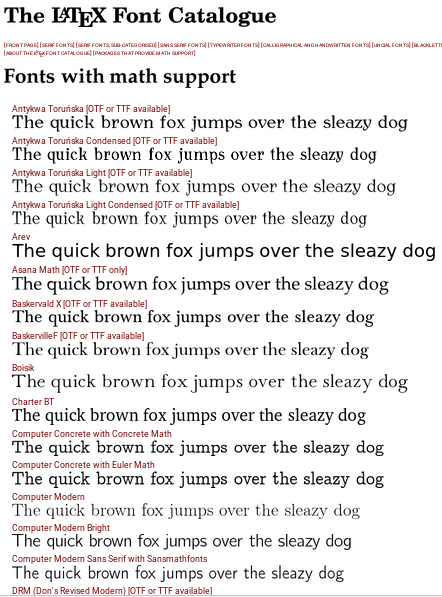 The LATEX Font Catalogue
[FRONT PAGE] [SERIF FONTS] [SERIF FONTS, SUB-CATEGORISED] [SANS SERIF FONTS] [TYPEWRITER FONTS] [CALLIGRAPHICAL AND HANDWRITTEN FONTS] [UNCIAL FONTS] [BLACKLETT
[ABOUT THE LATEX FONT CATALOGUE] [PACKAGES THAT PROVIDE MATH SUPPORT]
Fonts with math support
Antykwa Toruńska [OTF or TTF available]
The quick brown fox jumps over the sleazy dog
Antykwa Toruńska Condensed [OTF or TTF available]
The quick brown fox jumps over the sleazy dog
Antykwa Toruńska Light [OTF or TTF available]
The quick brown fox jumps over the sleazy dog
Antykwa Toruńska Light Condensed [OTF or TTF available]
The quick brown fox jumps over the sleazy dog
Arev
The quick brown fox jumps over the sleazy dog
Asana Math [OTF or TTF only]
The quick brown fox jumps over the sleazy dog
Baskervald X [OTF or TTF available]
The quick brown fox jumps over the sleazy dog
BaskervilleF [OTF or TTF available]
The quick brown fox jumps over the sleazy dog
Boisik
The quick brown fox jumps over the sleazy dog
Charter BT
The quick brown fox jumps over the sleazy dog
Computer Concrete with Concrete Math
The quick brown fox jumps over the sleazy dog
Computer Concrete with Euler Math
The quick brown fox jumps over the sleazy dog
Computer Modern
The quick brown fox jumps over the sleazy dog
Computer Modern Bright
The quick brown fox jumps over the sleazy dog
Computer Modern Sans Serif with Sansmathfonts
The quick brown fox jumps over the sleazy dog
DRM (Don's Revised Modern) [OTF or TTF available]